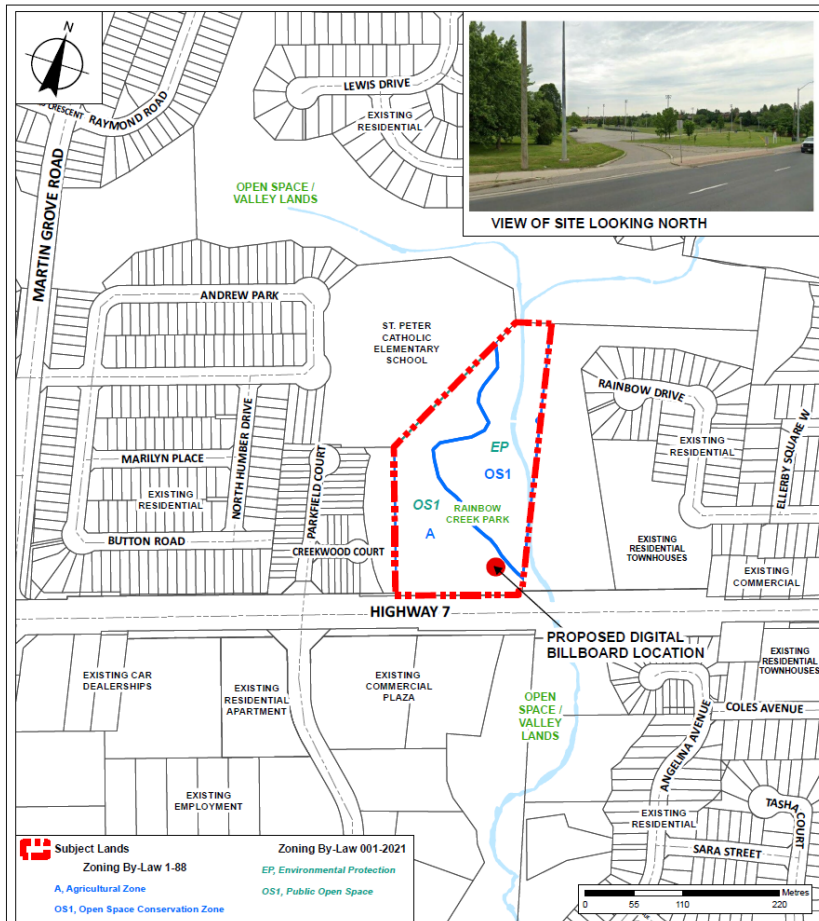 N
LEWIS DRIVE
EXISTING
RESIDENTIAL
CRESCENT
RAYMOND ROAD
VIEW OF SITE LOOKING NORTH
OPEN SPACE /
VALLEY LANDS
MARTIN GROVE ROAD
ANDREW PARK
ST. PETER
CATHOLIC
ELEMENTARY
SCHOOL
RAINBOW DRIVE
EXISTING
RESIDENTIAL
ELLERBY SQUARE W
MARILYN PLACE
NORTH HUMBER DRIVE
PARKFIELD COURT
EXISTING
RESIDENTIAL
BUTTON ROAD
CREEKWOOD COURT
EP
OS1
OS1
A
RAINBOW
CREEK PARK
EXISTING
RESIDENTIAL
TOWNHOUSES
EXISTING
COMMERCIAL
HIGHWAY 7
PROPOSED DIGITAL
BILLBOARD LOCATION
EXISTING CAR
DEALERSHIPS
EXISTING
RESIDENTIAL
APARTMENT
EXISTING
COMMERCIAL
PLAZA
OPEN
SPACE /
VALLEY
LANDS
EXISTING
RESIDENTIAL
TOWNHOUSES
COLES AVENUE
ANGELINA AVENUE
EXISTING
EMPLOYMENT
EXISTING
RESIDENTIAL
TASHA COURT
SARA STREET
Subject Lands
Zoning By-Law 1-88
A, Agricultural Zone
OS1, Open Space Conservation Zone
Zoning By-Law 001-2021
EP, Environmental Protection
OS1, Public Open Space
Metres
0 55 110 220